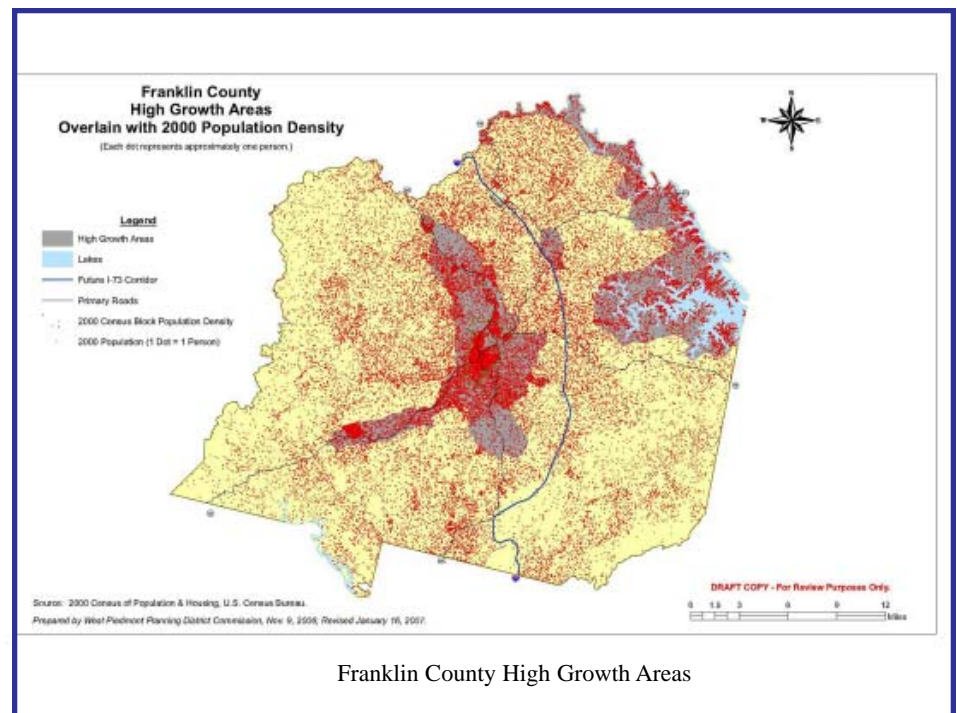 Franklin County
High Growth Areas
Overlain with 2000 Population Density
(Each dot represents approximately one person.)
N
W
S
Legend
High Growth Areas
Lakes
Future I-73 Corridor
Primary Roads
2000 Census Block Population Density
2000 Population (1 Dot = 1 Person)
DRAFT COPY - For Review Purposes Only.
Source: 2000 Census of Population & Housing, U.S. Census Bureau.
Prepared by West Piedmont Planning District Commission, Nov. 9, 2006; Revised January 16, 2007.
0 1.5 3 6 9 12
Miles
Franklin County High Growth Areas